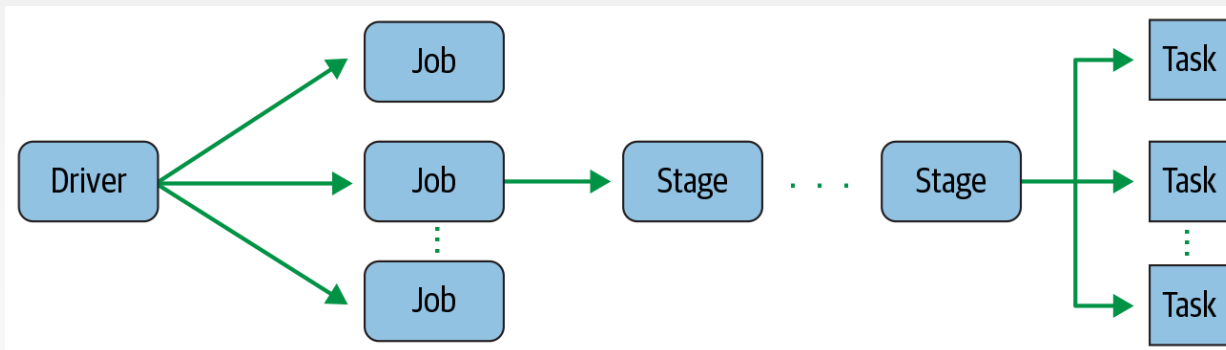 Driver
Job
Job
Job
Stage
. . .
Stage
Task
Task
Task